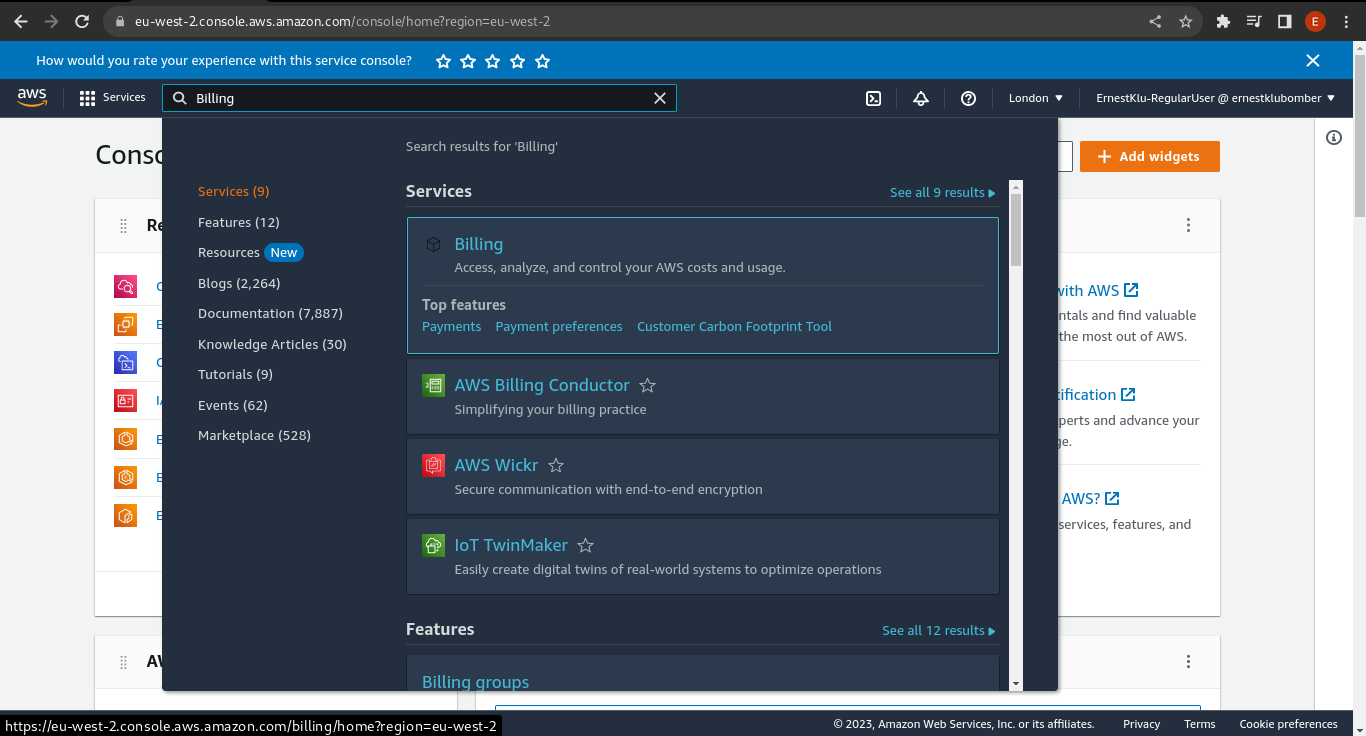 eu-west-2.console.aws.amazon.com/console/home?region=eu-west-2
E
How would you rate your experience with this service console?
aws
Services
Billing
London
ErnestKlu-RegularUser @ ernestklubomber
Search results for 'Billing'
Add widgets
Services (9)
Features (12)
Resources New
Blogs (2,264)
Documentation (7,887)
Knowledge Articles (30)
Tutorials (9)
Events (62)
Marketplace (528)
Services
See all 9 results
Billing
Access, analyze, and control your AWS costs and usage.
Top features
Payments Payment preferences Customer Carbon Footprint Tool
AWS Billing Conductor
Simplifying your billing practice
AWS Wickr
Secure communication with end-to-end encryption
IoT TwinMaker
Easily create digital twins of real-world systems to optimize operations
Features
See all 12 results
Billing groups
with AWS
and find valuable
the most out of AWS.
and advance your
AWS?
services, features, and
https://eu-west-2.console.aws.amazon.com/billing/home?region=eu-west-2
© 2023, Amazon Web Services, Inc. or its affiliates.
Privacy
Terms
Cookie preferences